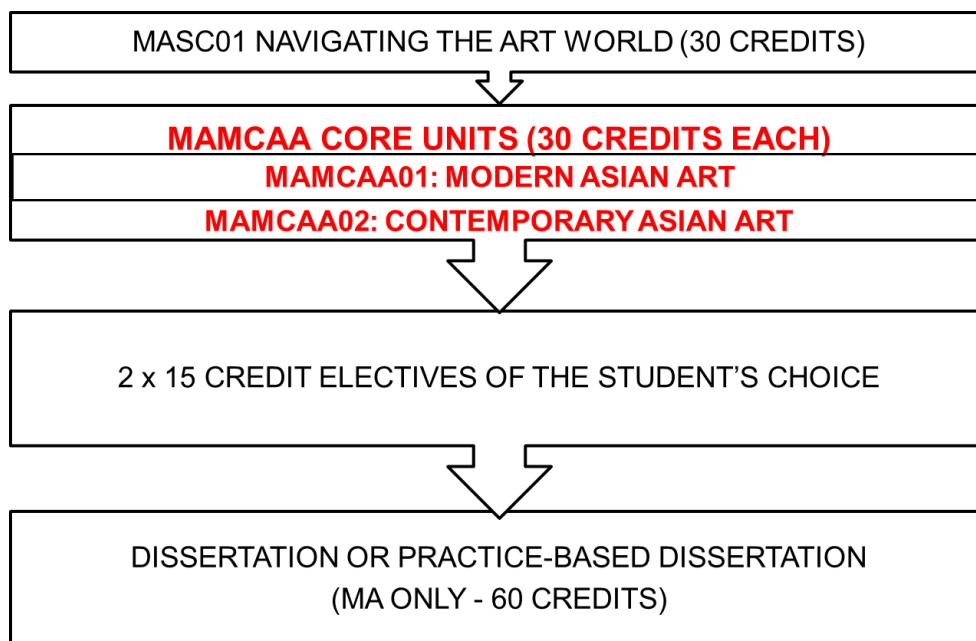 MASC01 NAVIGATING THE ART WORLD (30 CREDITS)
MAMCAA CORE UNITS (30 CREDITS EACH)
MAMCAA01: MODERN ASIAN ART
MAMCAA02: CONTEMPORARY ASIAN ART
2 x 15 CREDIT ELECTIVES OF THE STUDENT’S CHOICE
DISSERTATION OR PRACTICE-BASED DISSERTATION
(MA ONLY - 60 CREDITS)